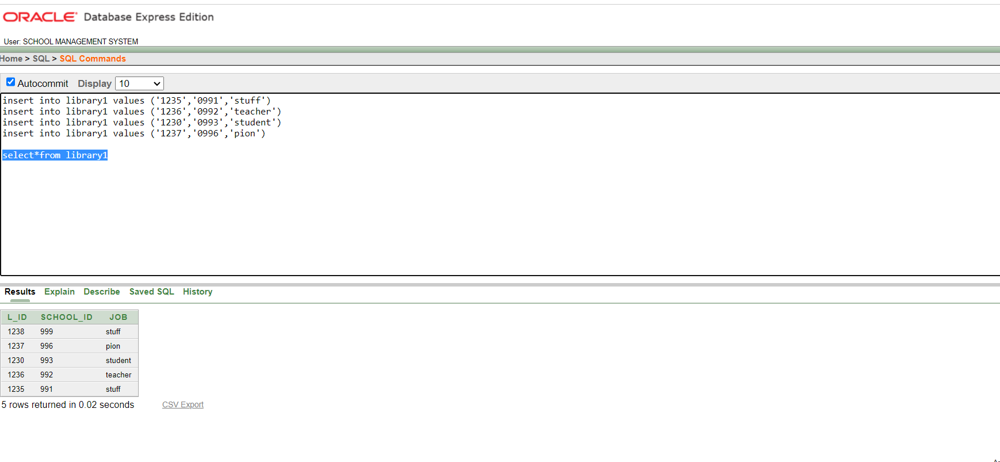 ORACLE Database Express Edition
User: SCHOOL MANAGEMENT SYSTEM
Home > SQL > SQL Commands
Autocommit Display 10
insert into library1 values ('1235','0991','stuff')
insert into library1 values ('1236','0992','teacher')
insert into library1 values ('1230','0993','student')
insert into library1 values ('1237','0996','pion')
select*from library1
Results Explain Describe Saved SQL History
L_ID SCHOOL_ID JOB
1238 999 stuff
1237 996 pion
1230 993 student
1236 992 teacher
1235 991 stuff
5 rows returned in 0.02 seconds CSV Export